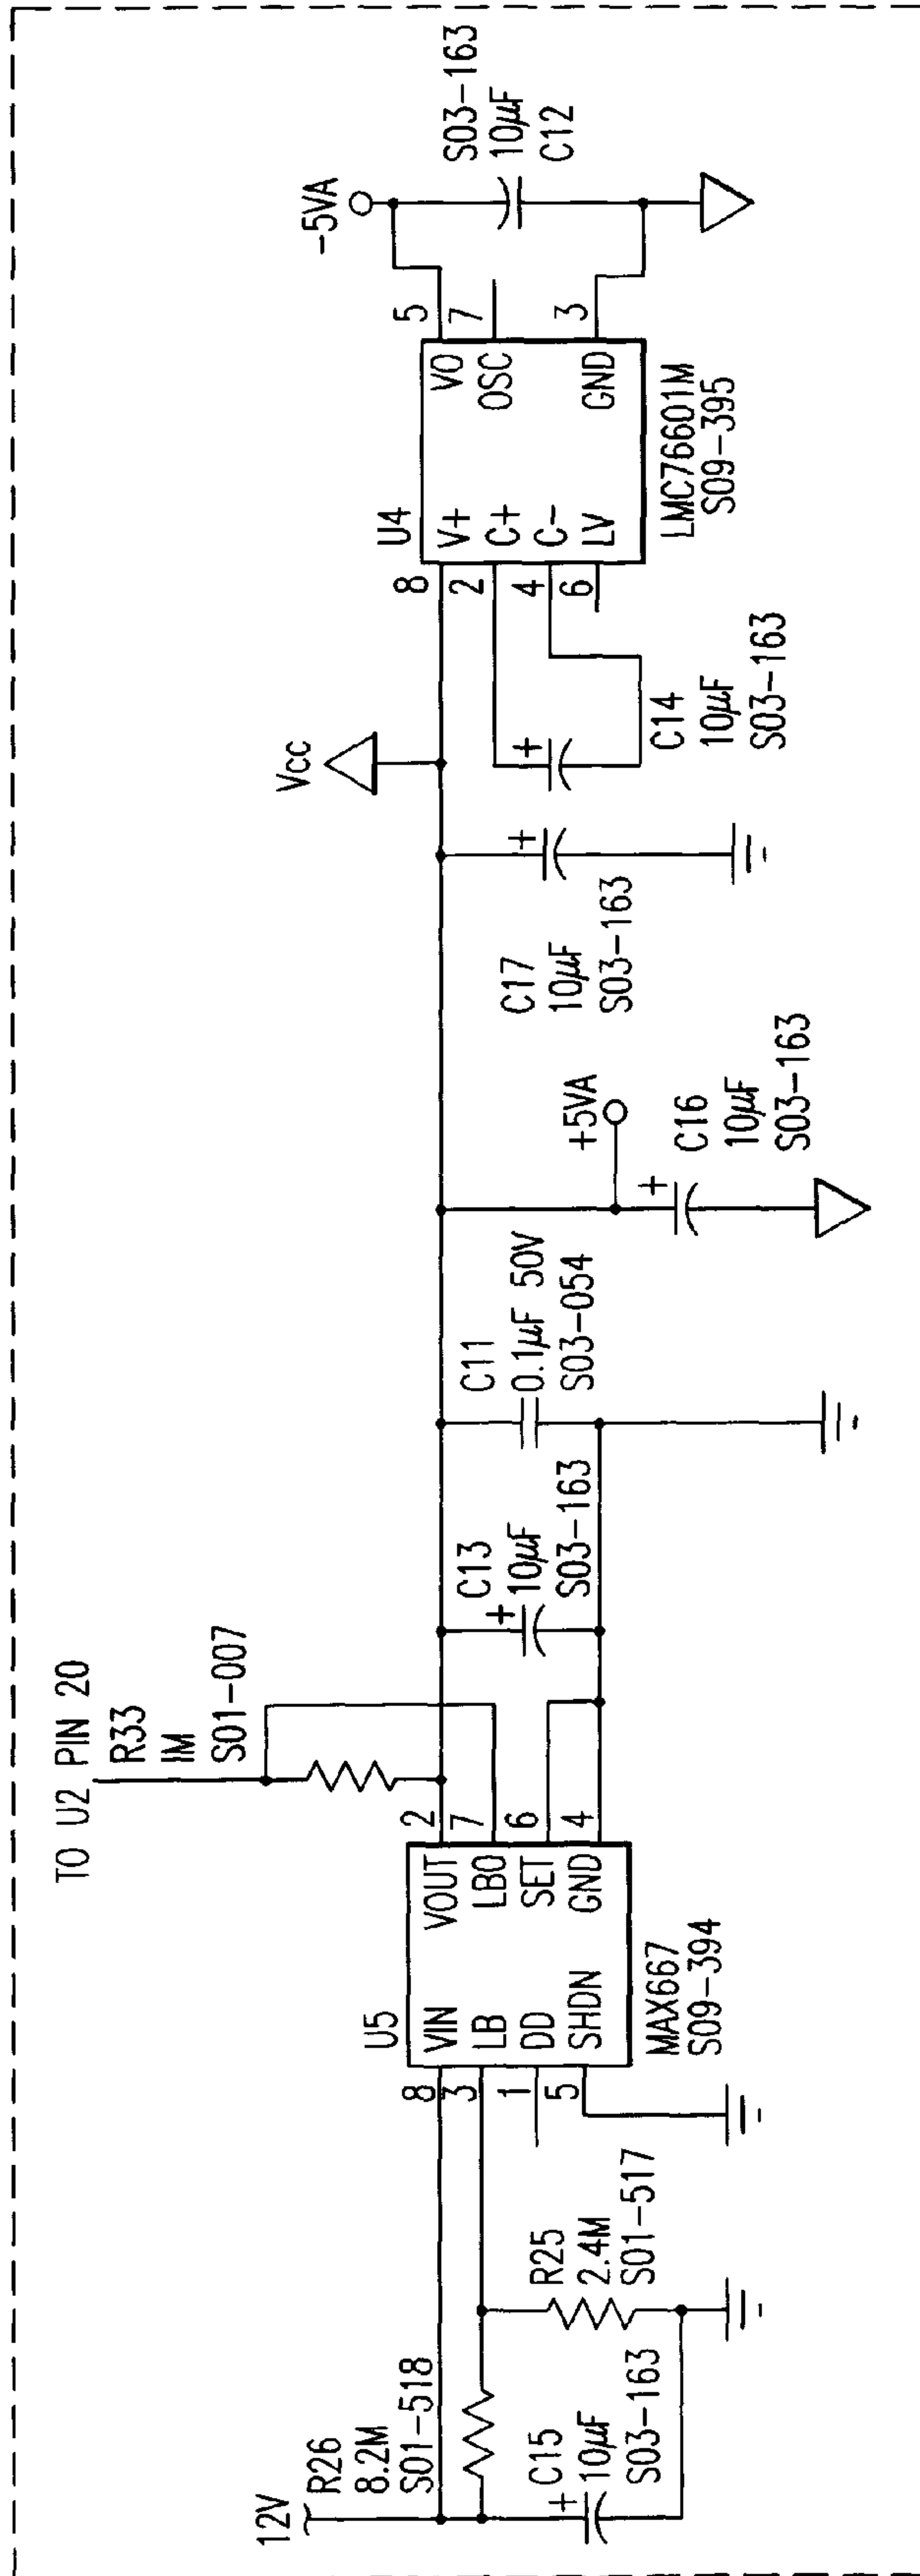 TO U2 PIN 20
R33
1M
S01-007
12V
R26
8.2M
S01-518
C15
10µF
S03-163
R25
2.4M
S01-517
U5
8
VIN
3
LB
1
DD
5
SHDN
VOUT
2
LBO
7
SET
6
GND
4
MAX667
S09-394
C13
10µF
S03-163
C11
0.1µF 50V
S03-054
+5VA
C16
10µF
S03-163
C17
10µF
S03-163
Vcc
C14
10µF
S03-163
U4
8
V+
2
C+
4
C-
6
LV
VO
5
OSC
7
GND
3
LMC76601M
S09-395
-5VA
S03-163
10µF
C12